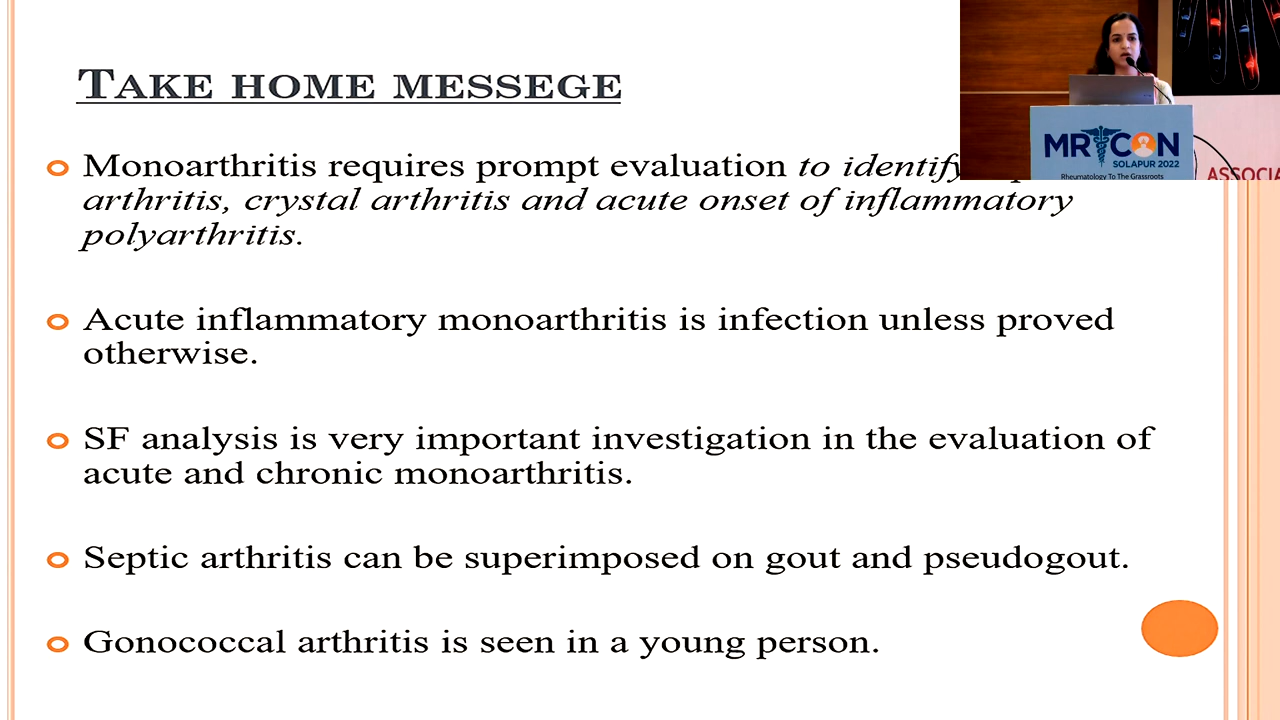 TAKE HOME MESSEGE
Monoarthritis requires prompt evaluation to identify
arthritis, crystal arthritis and acute onset of inflammatory
polyarthritis.
Acute inflammatory monoarthritis is infection unless proved
otherwise.
SF analysis is very important investigation in the evaluation of
acute and chronic monoarthritis.
Septic arthritis can be superimposed on gout and pseudogout.
Gonococcal arthritis is seen in a young person.
MR CON
SOLAPUR 2022
Rheumatology To The Grassroots